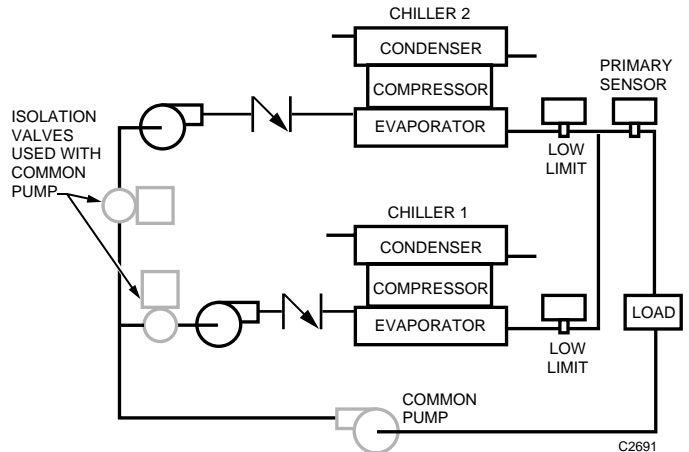 CHILLER 2
CONDENSER
COMPRESSOR
EVAPORATOR
PRIMARY
SENSOR
LOW
LIMIT
ISOLATION
VALVES
USED WITH
COMMON
PUMP
CHILLER 1
CONDENSER
COMPRESSOR
EVAPORATOR
LOW
LIMIT
LOAD
COMMON
PUMP
C2691